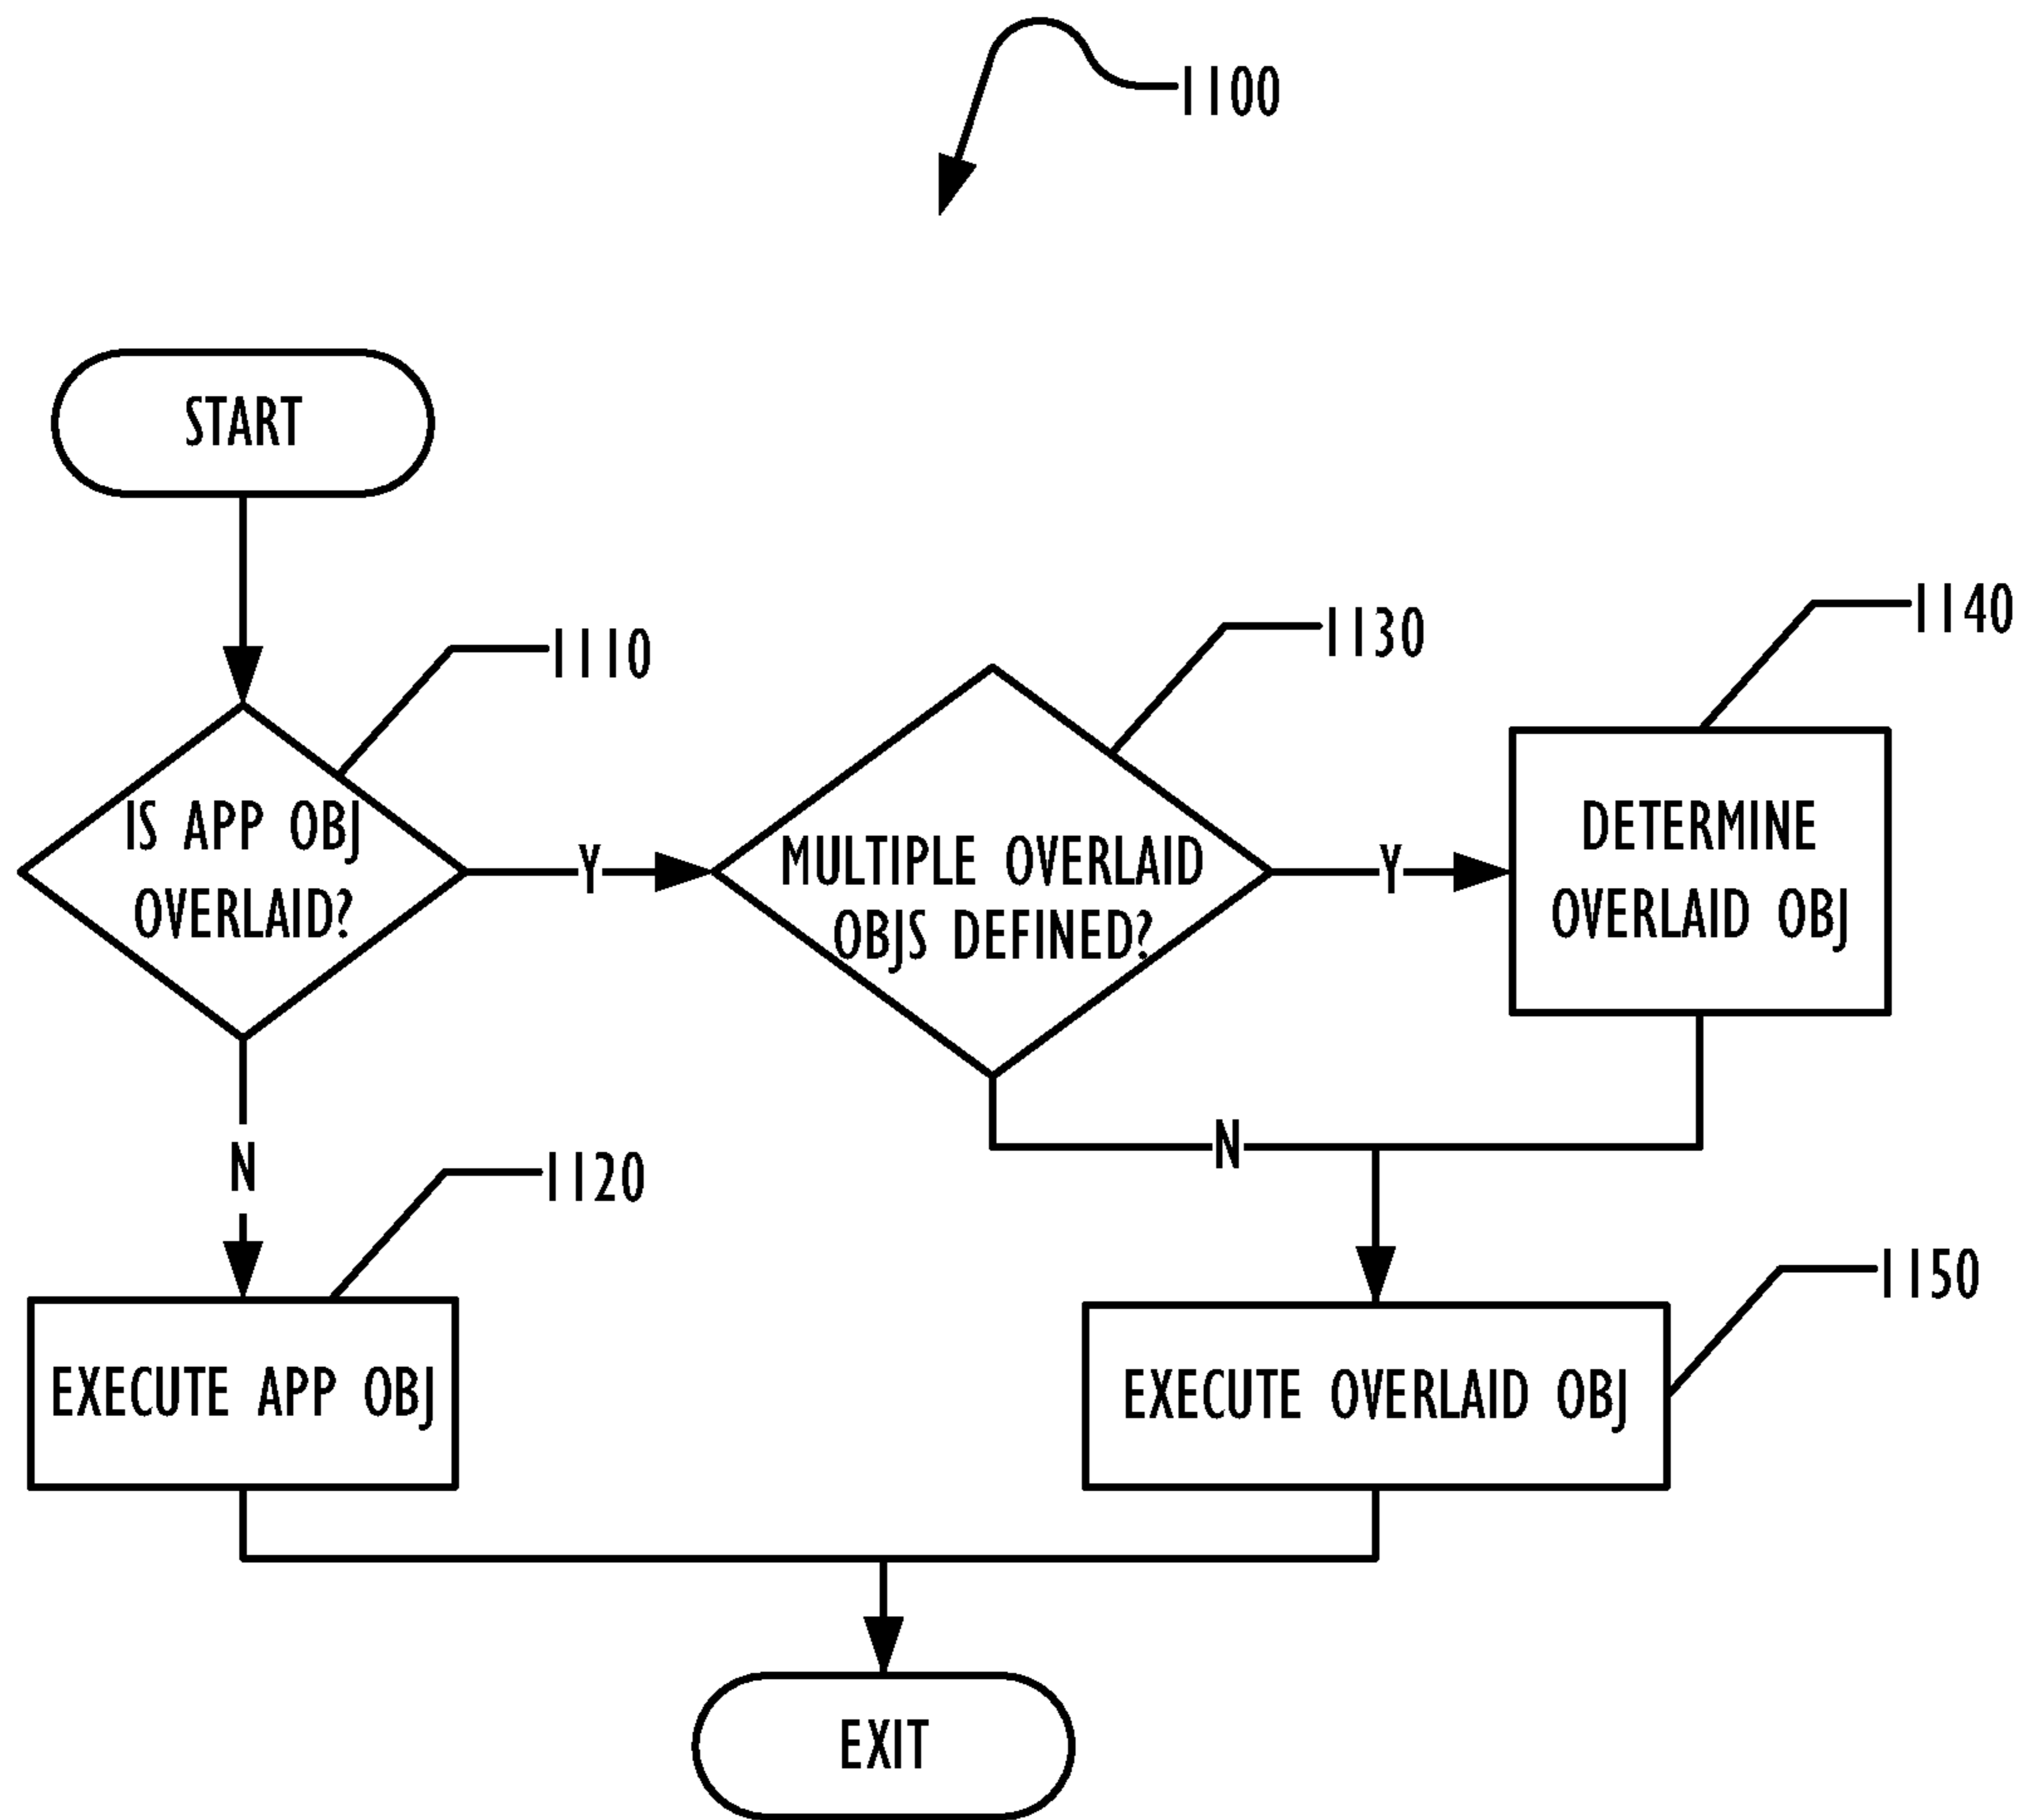 1100
START
1110
1130
1140
IS APP OBJ
OVERLAID?
Y
MULTIPLE OVERLAID
OBJS DEFINED?
Y
DETERMINE
OVERLAID OBJ
N
N
1120
1150
EXECUTE APP OBJ
EXECUTE OVERLAID OBJ
EXIT